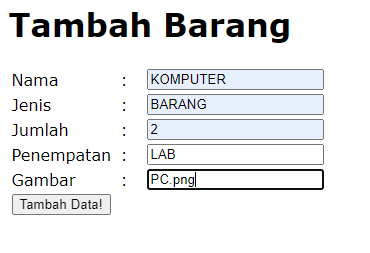 Tambah Barang
Nama : KOMPUTER
Jenis : BARANG
Jumlah : 2
Penempatan : LAB
Gambar : PC.png
Tambah Data!